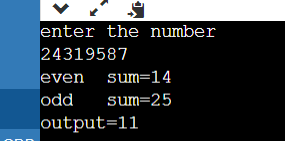 enter the number
24319587
even  sum=14
odd   sum=25
output=11